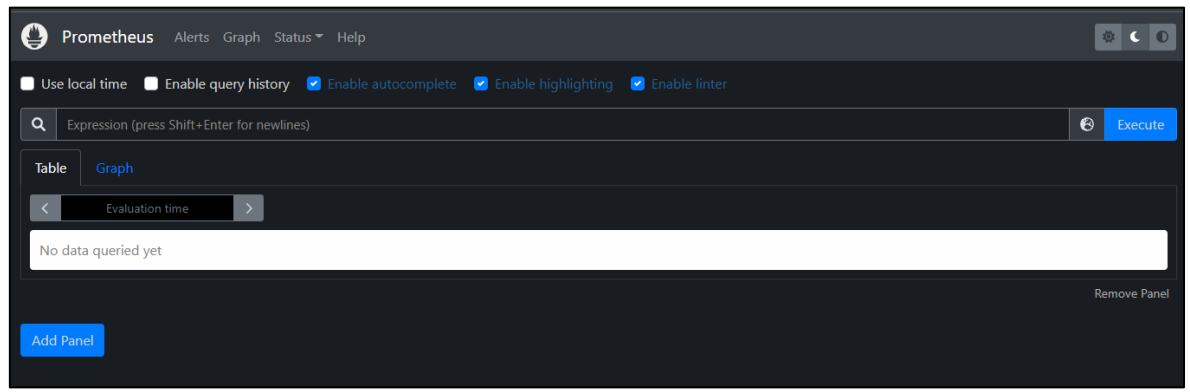 Prometheus Alerts Graph Status Help
Use local time Enable query history Enable autocomplete Enable highlighting Enable linter
Expression (press Shift+Enter for newlines) Execute
Table Graph
Evaluation time
No data queried yet
Remove Panel
Add Panel